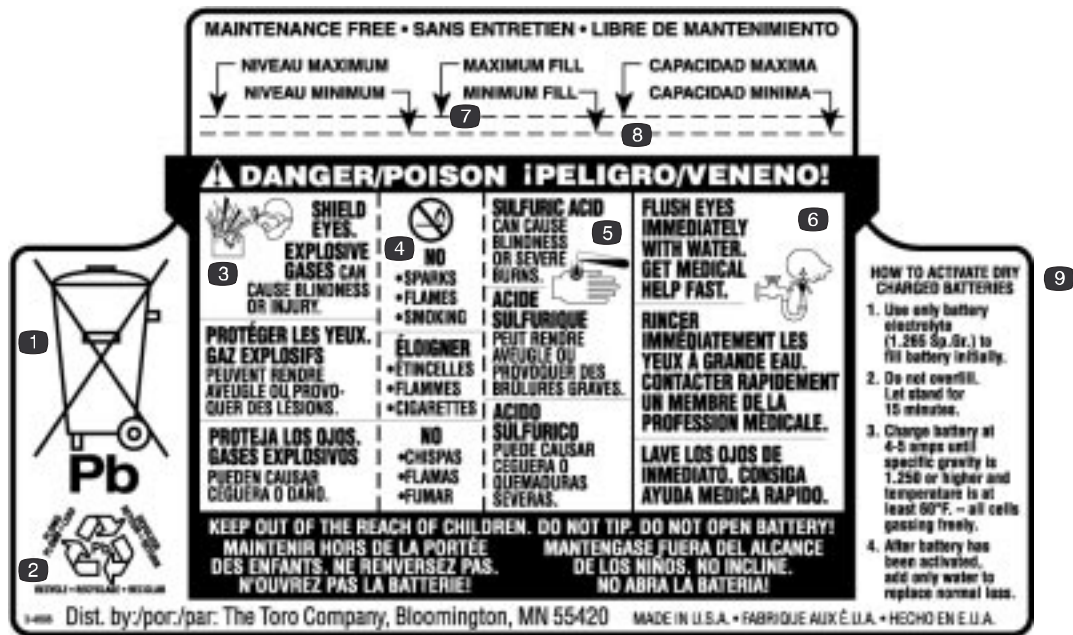 MAINTENANCE FREE • SANS ENTRETIEN • LIBRE DE MANTENIMIENTO
NIVEAU MAXIMUM
MAXIMUM FILL
CAPACIDAD MAXIMA
NIVEAU MINIMUM
MINIMUM FILL
CAPACIDAD MINIMA
7
8
DANGER/POISON ¡PELIGRO/VENENO!
SHIELD
EYES.
EXPLOSIVE
GASES CAN
CAUSE BLINDNESS
OR INJURY.
3
PROTÉGER LES YEUX.
GAZ EXPLOSIFS
PEUVENT RENDRE
AVEUGLE OU PROVO-
QUER DES LESIONS.
PROTEJA LOS OJOS.
GASES EXPLOSIVOS
PUEDEN CAUSAR
CEGUERA O DANO.
4
NO
•SPARKS
•FLAMES
•SMOKING
ÉLOIGNER
•ÉTINCELLES
•FLAMMES
•CIGARETTES
NO
•CHISPAS
•FLAMAS
•FUMAR
SULFURIC ACID
CAN CAUSE
BLINDNESS
OR SEVERE
BURNS.
5
ACIDE
SULFURIQUE
PEUT RENDRE
AVEUGLE OU
PROVOQUER DES
BRÛLURES GRAVES.
ACIDO
SULFURICO
PUEDE CAUSAR
CEGUERA O
QUEMADURAS
SEVERAS.
FLUSH EYES
IMMEDIATELY
WITH WATER.
GET MEDICAL
HELP FAST.
6
RINCER
IMMÉDIATEMENT LES
YEUX À GRANDE EAU.
CONTACTER RAPIDEMENT
UN MEMBRE DE LA
PROFESSION MÉDICALE.
LAVE LOS OJOS DE
INMEDIATO. CONSIGA
AYUDA MEDICA RAPIDO.
KEEP OUT OF THE REACH OF CHILDREN. DO NOT TIP. DO NOT OPEN BATTERY!
MAINTENIR HORS DE LA PORTÉE
DES ENFANTS. NE RENVERSEZ PAS.
N'OUVREZ PAS LA BATTERIE!
MANTENGASE FUERA DEL ALCANCE
DE LOS NIÑOS, NO INCLINE.
NO ABRA LA BATERIA!
1
Pb
2
RECYCLE • RECYCLAGE • RECICLAR
9
HOW TO ACTIVATE DRY
CHARGED BATTERIES
1. Use only battery
electrolyte
(1.265 Sp.Gr.) to
fill battery initially.
2. Do not overfill.
Let stand for
15 minutes.
3. Charge battery at
4-5 amps until
specific gravity is
1.250 or higher and
temperature is at
least 60°F. – all cells
gassing freely.
4. After battery has
been activated,
add only water to
replace normal loss.
Dist. by:/por:/par: The Toro Company, Bloomington, MN 55420
MADE IN U.S.A. • FABRIQUE AUX É.U.A. • HECHO EN E.U.A.